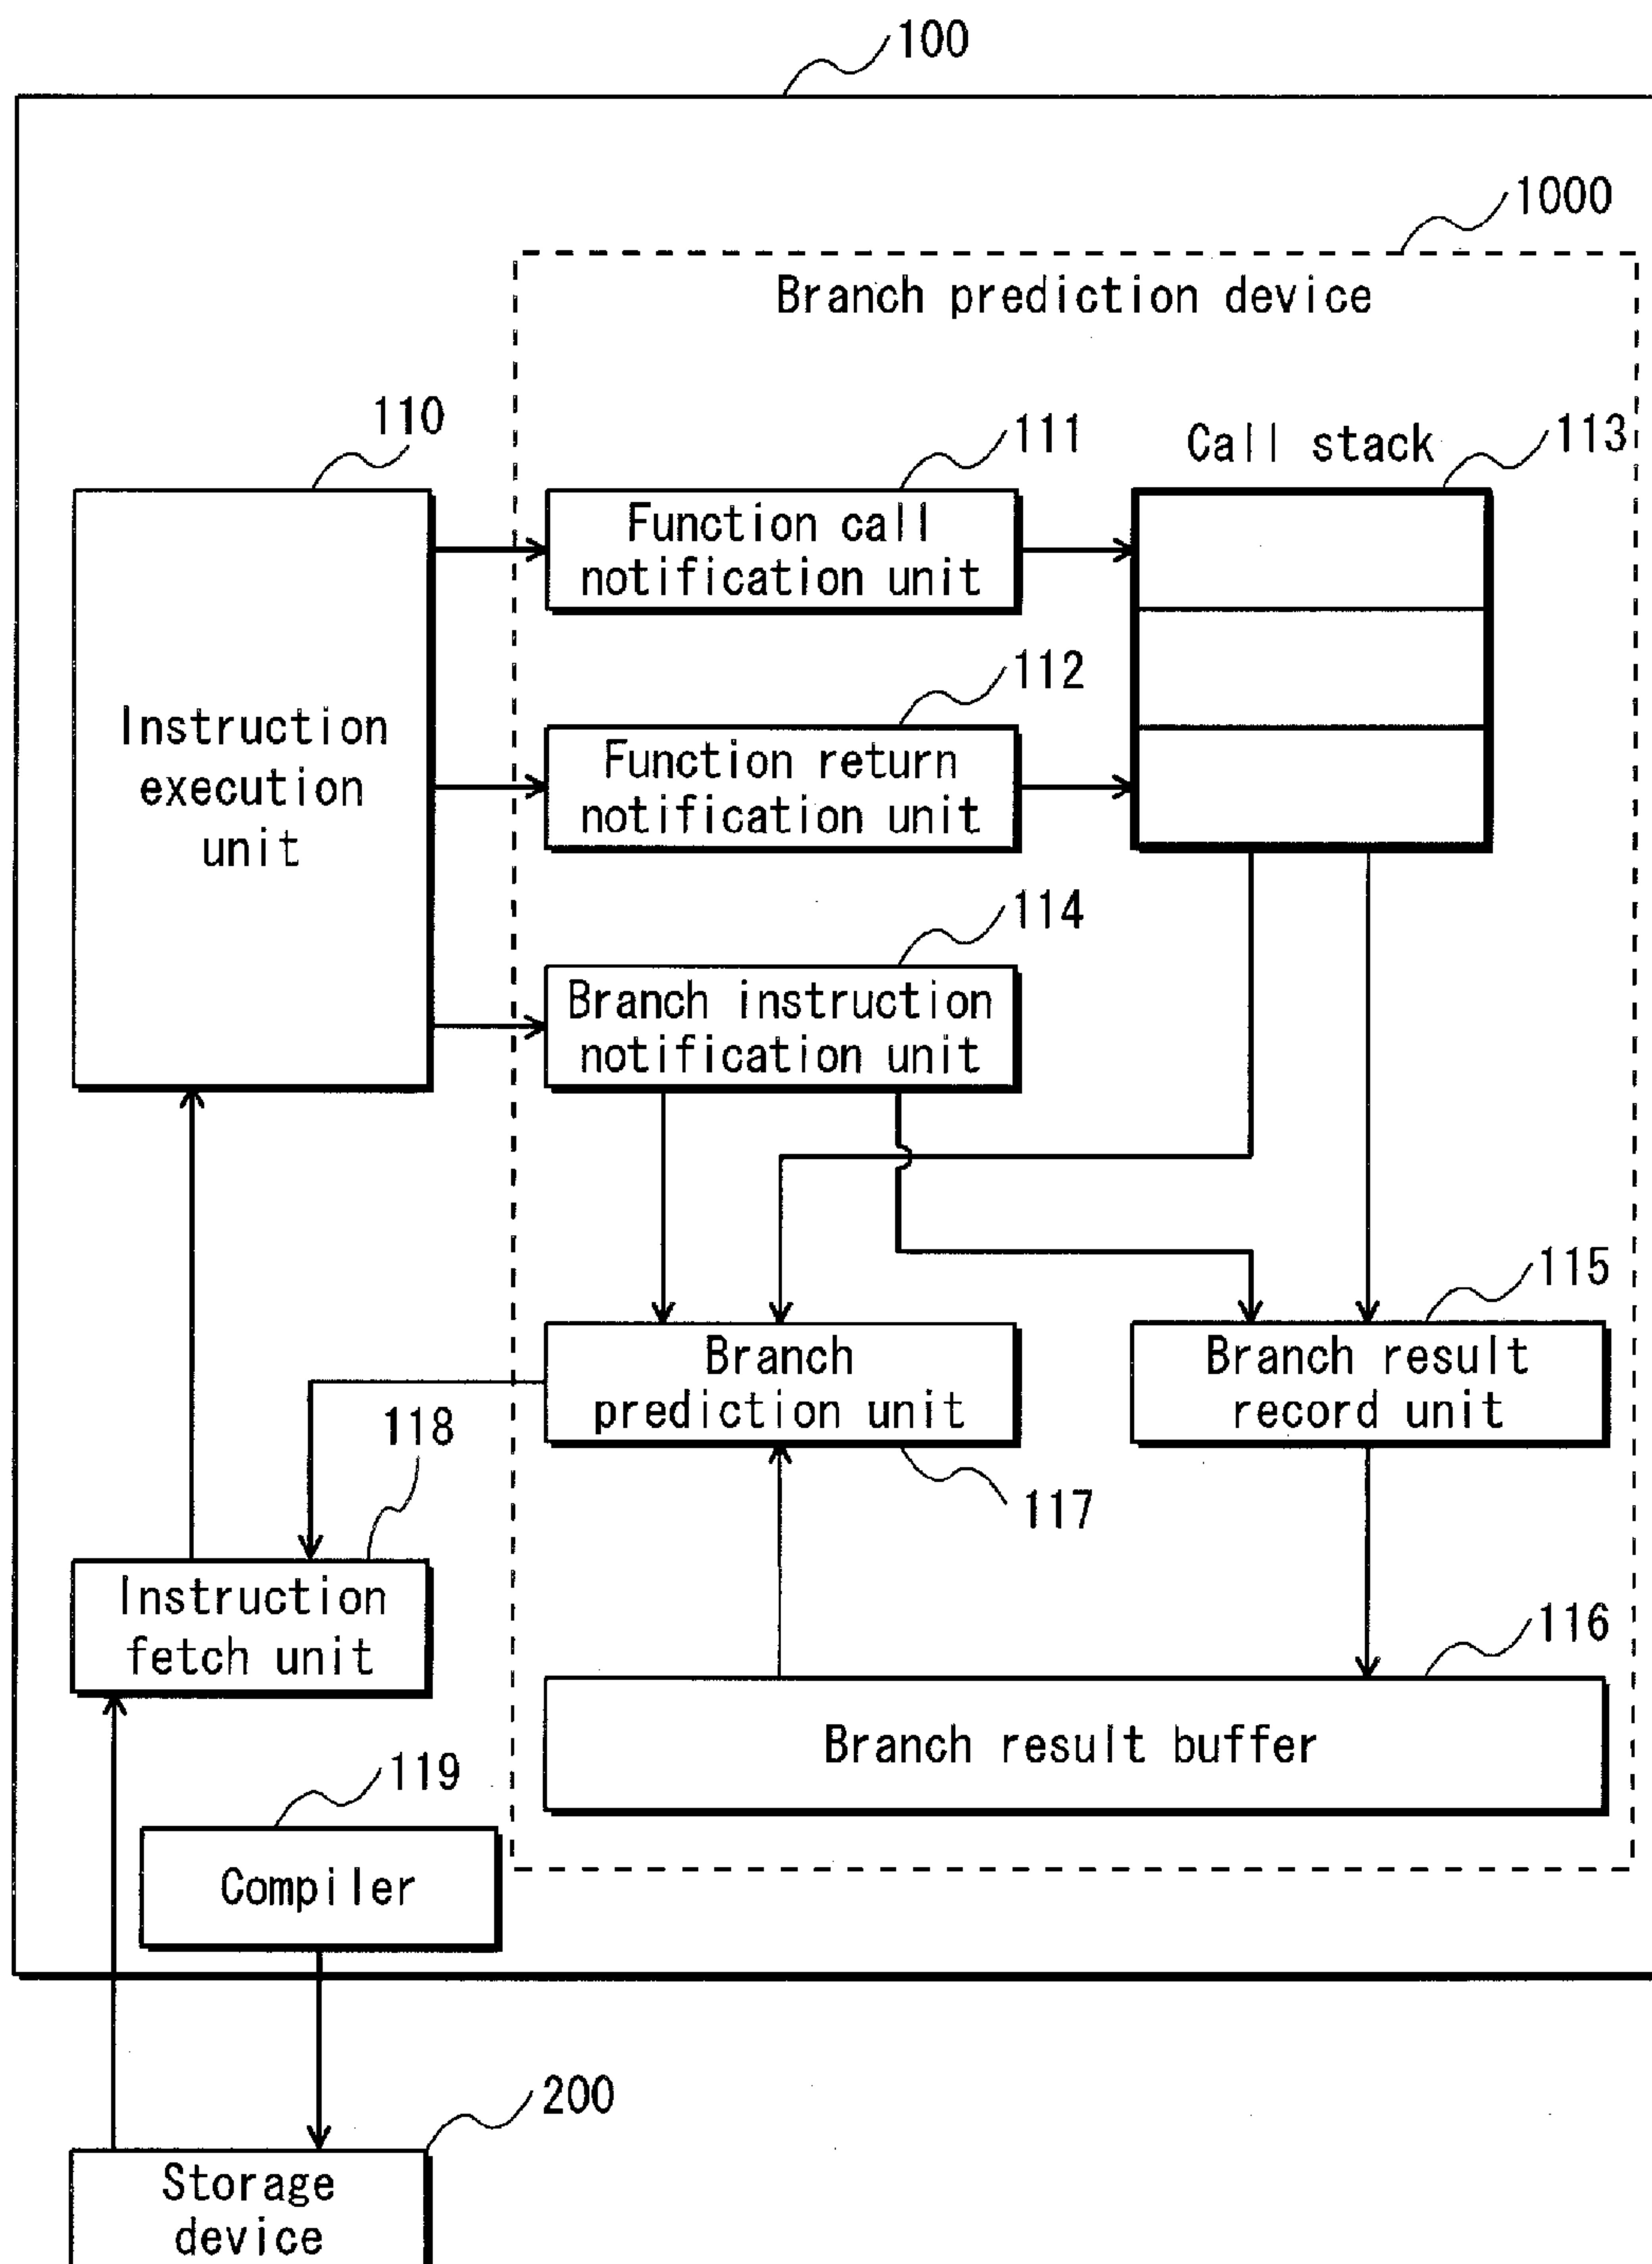 100
1000
Branch prediction device
110
111
Call stack
113
Function call
notification unit
112
Instruction
execution
unit
Function return
notification unit
114
Branch instruction
notification unit
115
Branch
prediction unit
Branch result
record unit
118
117
Instruction
fetch unit
116
Branch result buffer
119
Compiler
200
Storage
device